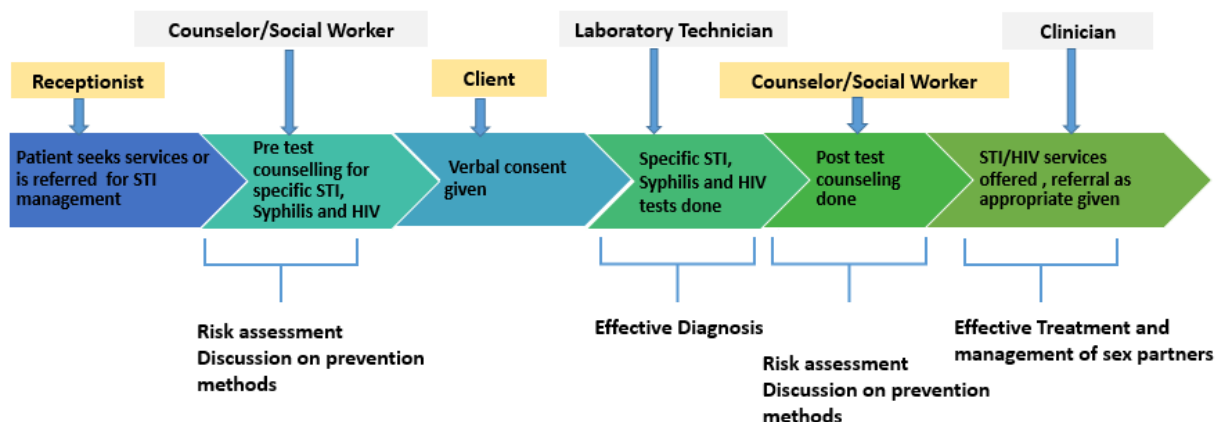 Counselor/Social Worker
Laboratory Technician
Clinician
Receptionist
Client
Counselor/Social Worker
Patient seeks services or
is referred for STI
management
Pre test
counselling for
specific STI,
Syphilis and HIV
Verbal consent
given
Specific STI,
Syphilis and HIV
tests done
Post test
counseling
done
STI/HIV services
offered , referral as
appropriate given
Risk assessment
Discussion on prevention
methods
Effective Diagnosis
Risk assessment
Discussion on prevention
methods
Effective Treatment and
management of sex partners